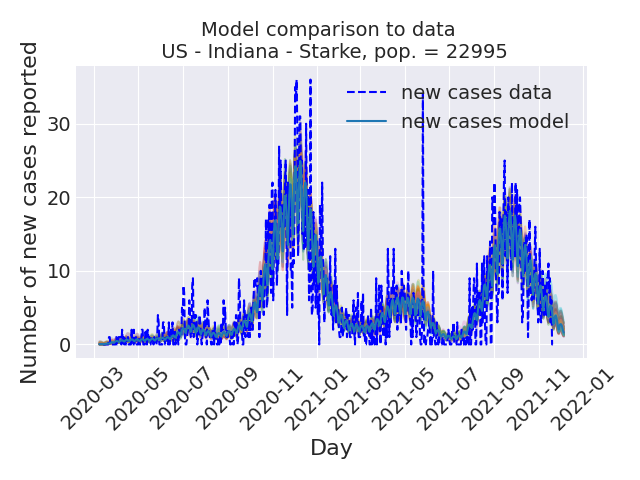 Model comparison to data
US - Indiana - Starke, pop. = 22995
new cases data
new cases model
Number of new cases reported
30
20
10
0
2020-03
2020-05
2020-07
2020-09
2020-11
2021-01
2021-03
2021-05
2021-07
2021-09
2021-11
2022-01
Day